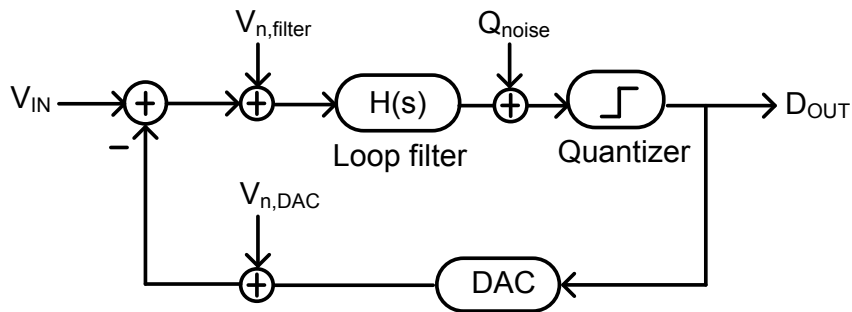 V_n,filter
Q_noise
V_IN
H(s)
D_OUT
Loop filter
Quantizer
V_n,DAC
DAC